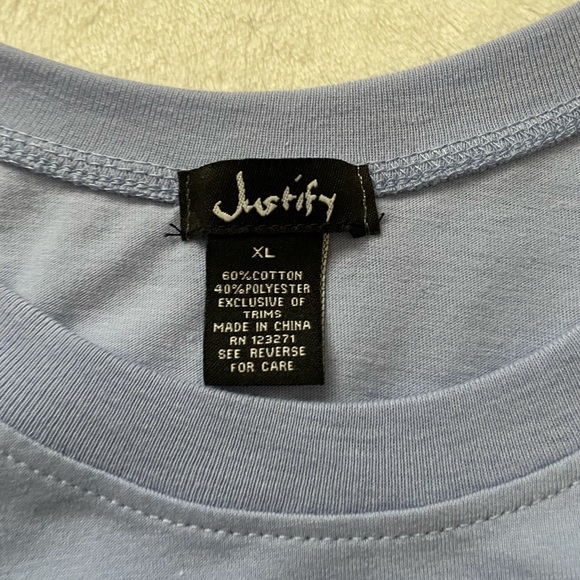 Justify
XL
60%COTTON
40%POLYESTER
EXCLUSIVE OF
TRIMS
MADE IN CHINA
RN 123271
SEE REVERSE
FOR CARE